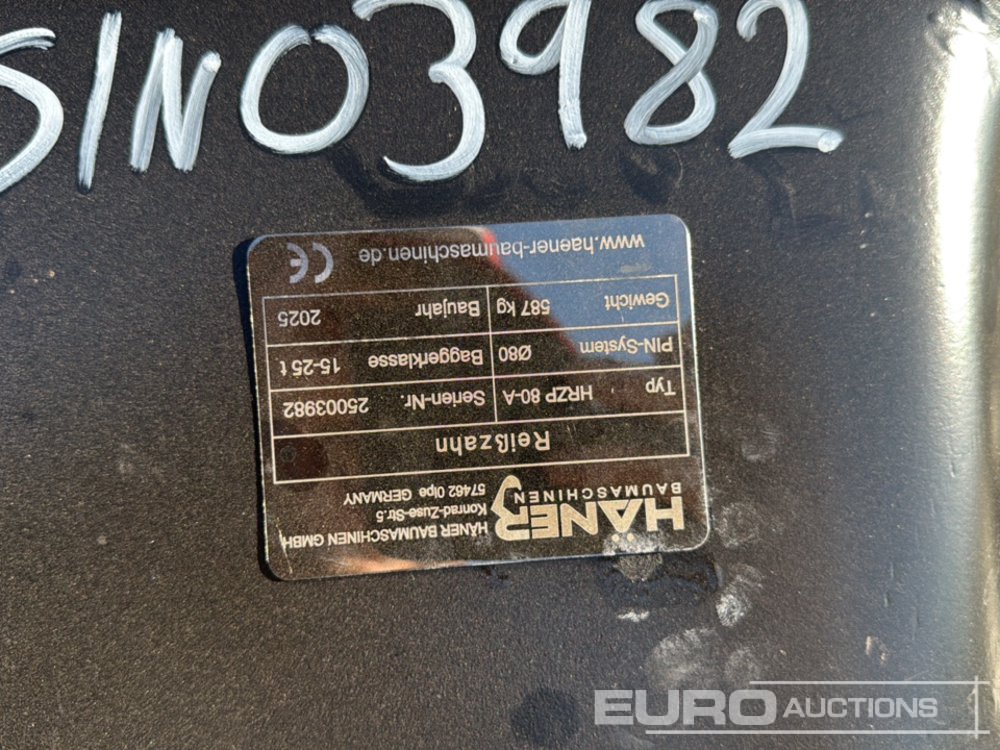 SINO3982
HÄNER
BAUMASCHINEN
HÄNER BAUMASCHINEN GMBH
Konrad-Zuse-Str.5
57462 Olpe GERMANY
Reißzahn
Typ HRZP 80-A Serien-Nr. 25003982
PIN-System Ø80 Baggerklasse 15-25 t
Gewicht 587 kg Baujahr 2025
www.haener-baumaschinen.de CE
EURO AUCTIONS